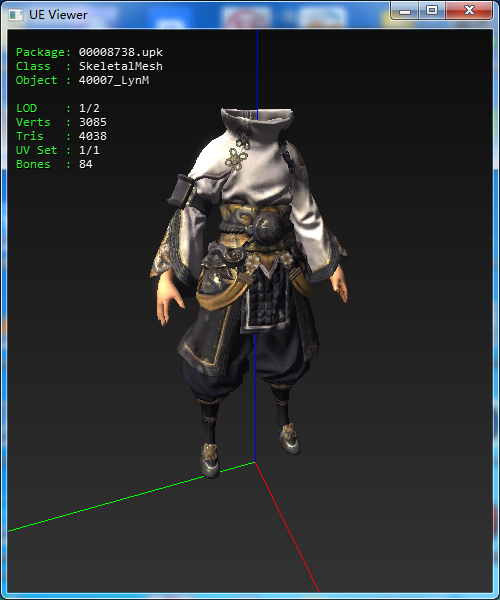 UE Viewer
Package: 00008738.upk
Class  : SkeletalMesh
Object : 40007_LynM
LOD    : 1/2
Verts  : 3085
Tris   : 4038
UV Set : 1/1
Bones  : 84